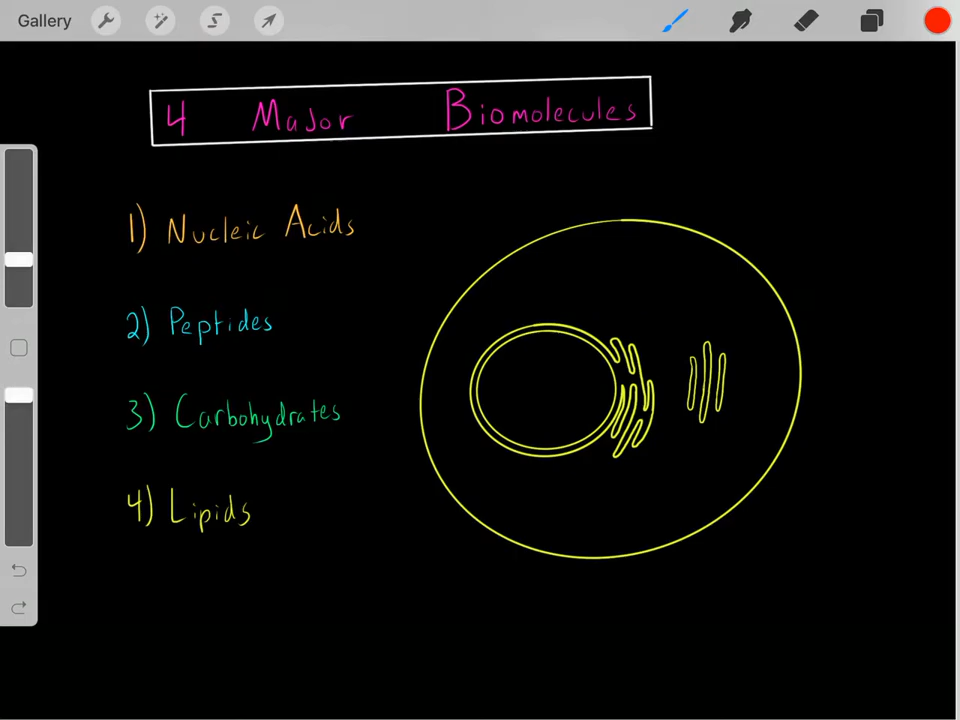 Gallery
4 Major Biomolecules
1) Nucleic Acids
2) Peptides
3) Carbohydrates
4) Lipids